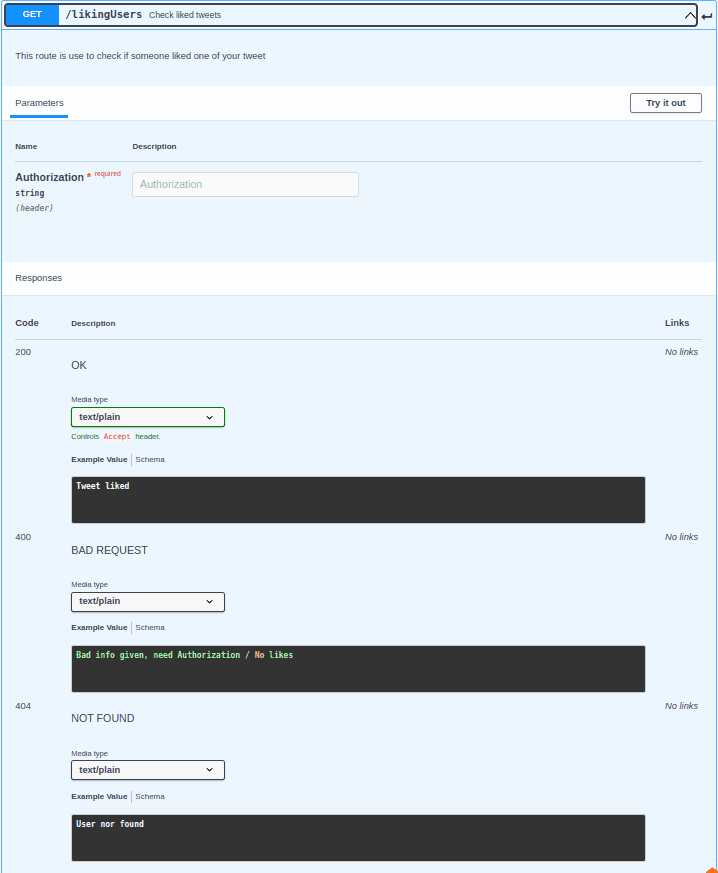 GET /likingUsers Check liked tweets
This route is use to check if someone liked one of your tweet
Parameters
Try it out
Name Description
Authorization * required
string
(header)
Authorization
Responses
Code Description Links
200 No links
OK
Media type
text/plain
Controls Accept header.
Example Value Schema
Tweet liked
400 No links
BAD REQUEST
Media type
text/plain
Example Value Schema
Bad info given, need Authorization / No likes
404 No links
NOT FOUND
Media type
text/plain
Example Value Schema
User nor found